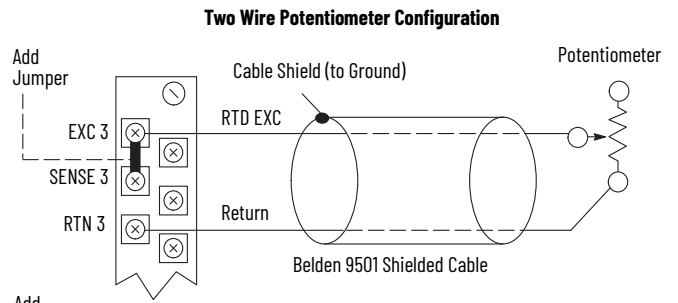 Two Wire Potentiometer Configuration
Add
Jumper
Cable Shield (to Ground)
Potentiometer
EXC 3
RTD EXC
SENSE 3
RTN 3
Return
Belden 9501 Shielded Cable
Add